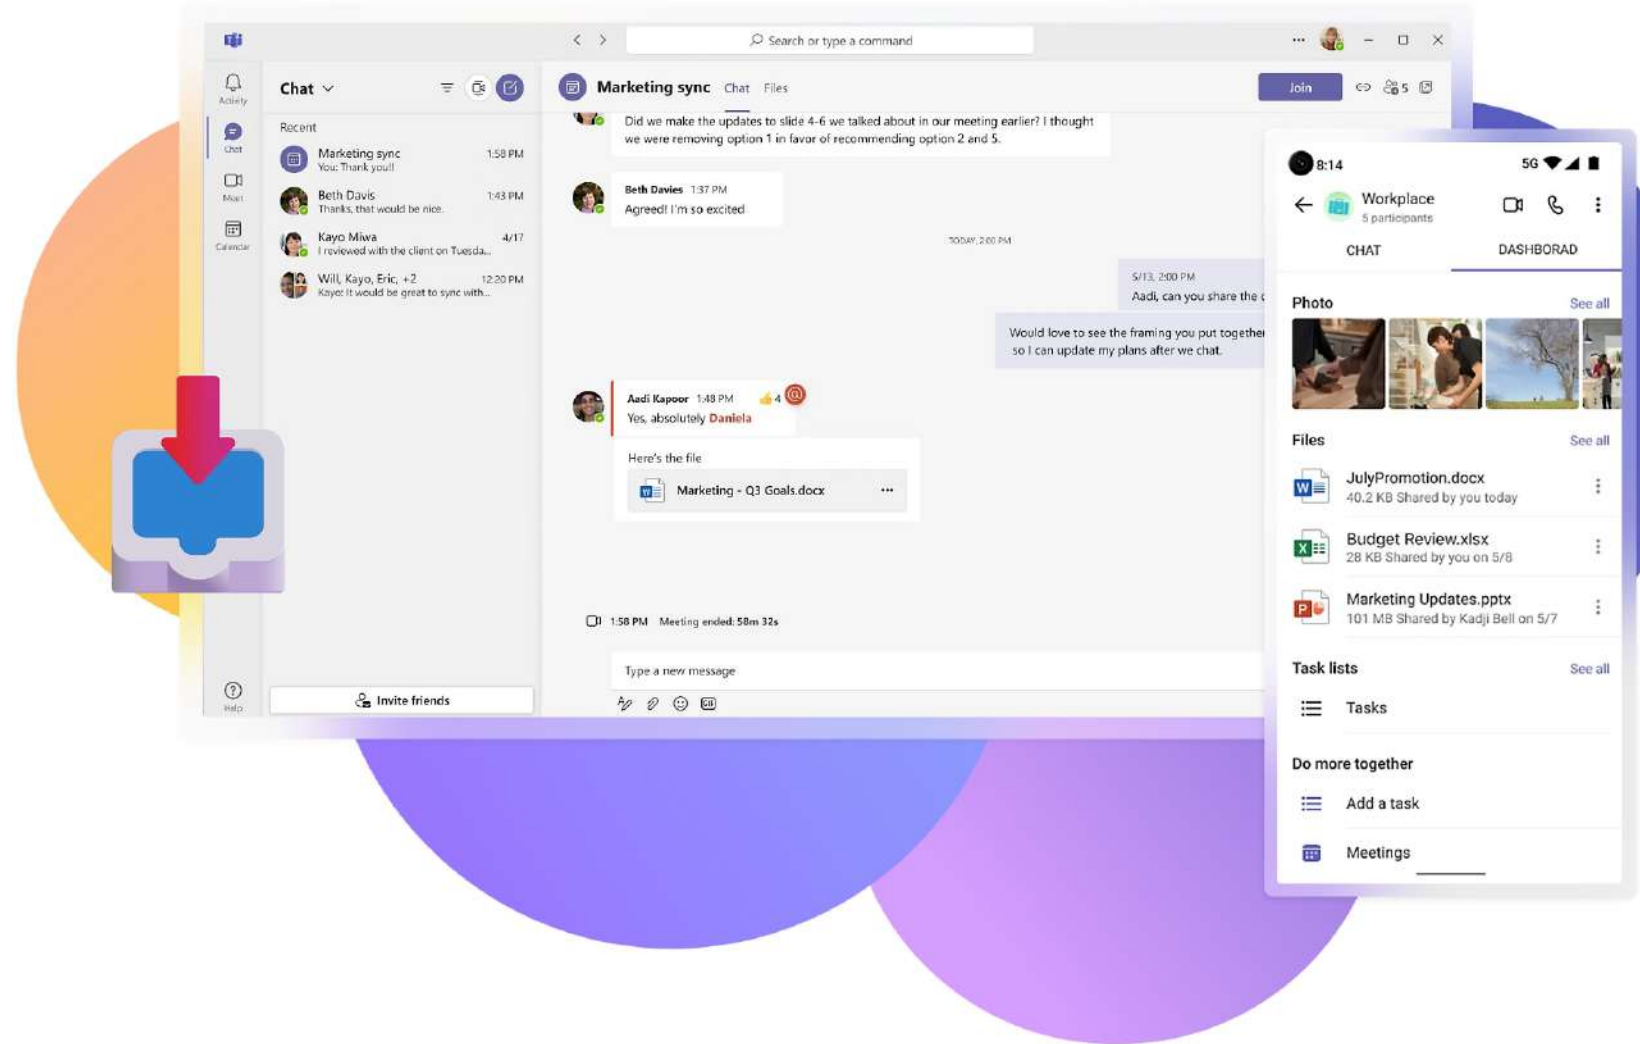 Search or type a command
Activity
Chat
Meet
Calendar
Help
Chat
Recent
Marketing sync 1:58 PM
You: Thank you!!
Beth Davis 1:43 PM
Thanks, that would be nice.
Kayo Miwa 4/17
I reviewed with the client on Tuesda...
Will, Kayo, Eric, +2 12:20 PM
Kayo: It would be great to sync with...
Invite friends
Marketing sync Chat Files
Join
5
Did we make the updates to slide 4-6 we talked about in our meeting earlier? I thought
we were removing option 1 in favor of recommending option 2 and 5.
Beth Davies 1:37 PM
Agreed! I'm so excited
TODAY, 2:00 PM
5/13, 2:00 PM
Aadi, can you share the
Would love to see the framing you put together
so I can update my plans after we chat.
Aadi Kapoor 1:48 PM 4 @
Yes, absolutely Daniela
Here's the file
Marketing - Q3 Goals.docx
1:58 PM Meeting ended: 58m 32s
Type a new message
GIF
8:14 5G
Workplace
5 participants
CHAT DASHBORAD
Photo See all
Files See all
JulyPromotion.docx
40.2 KB Shared by you today
Budget Review.xlsx
28 KB Shared by you on 5/8
Marketing Updates.pptx
101 MB Shared by Kadji Bell on 5/7
Task lists See all
Tasks
Do more together
Add a task
Meetings